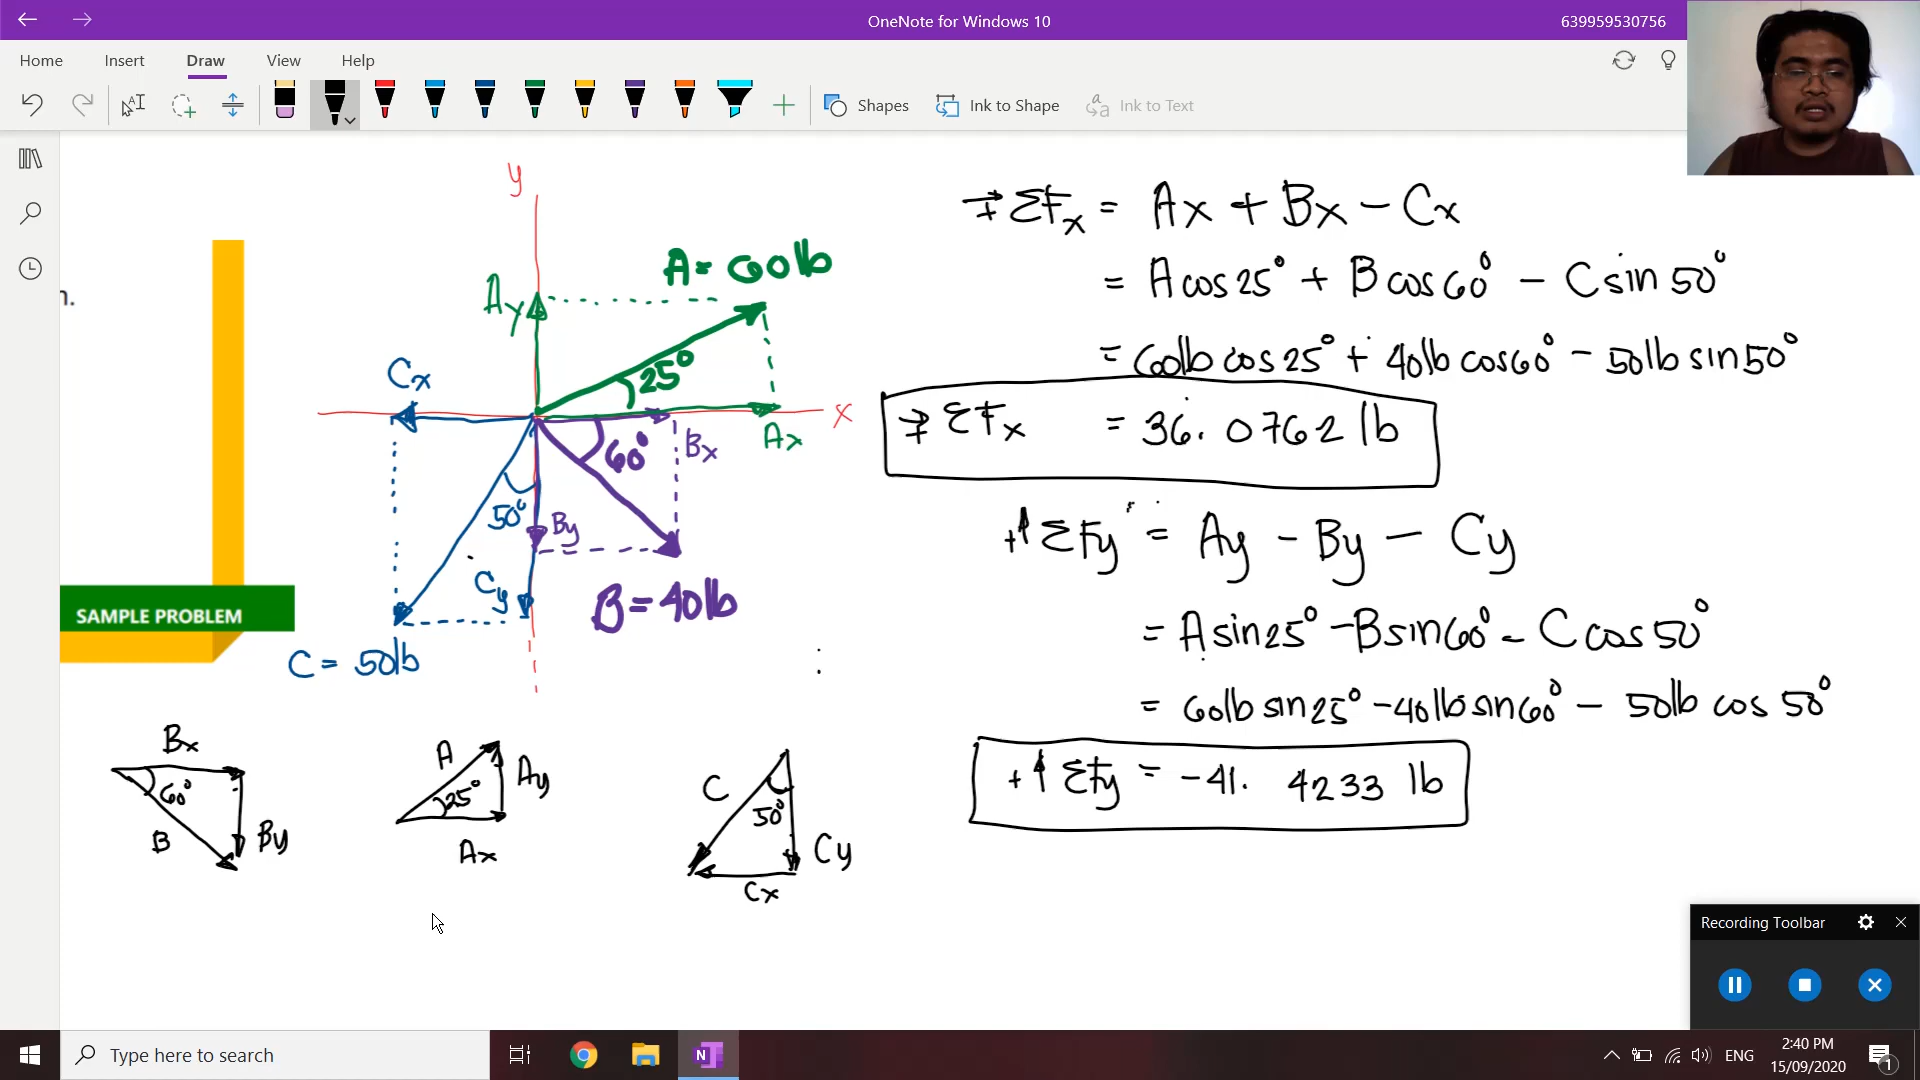 OneNote for Windows 10
639959530756
Home Insert Draw View Help
Shapes Ink to Shape Ink to Text
n.
SAMPLE PROBLEM
y
A = 60lb
Ay
25°
Cx
x
Ax
Bx
60°
50°
By
Cy
B = 40lb
C = 50lb
Bx
60°
B
By
A
25°
Ay
Ax
C
50°
Cy
Cx
→+ ΣFx = Ax + Bx - Cx
= A cos 25° + B cos 60° - C sin 50°
= 60lb cos 25° + 40lb cos 60° - 50lb sin 50°
→+ ΣFx = 36.0762 lb
+↑ ΣFy = Ay - By - Cy
= A sin 25° - B sin 60° - C cos 50°
= 60lb sin 25° - 40lb sin 60° - 50lb cos 50°
+↑ ΣFy = -41.4233 lb
Recording Toolbar
Type here to search
ENG
2:40 PM
15/09/2020
1